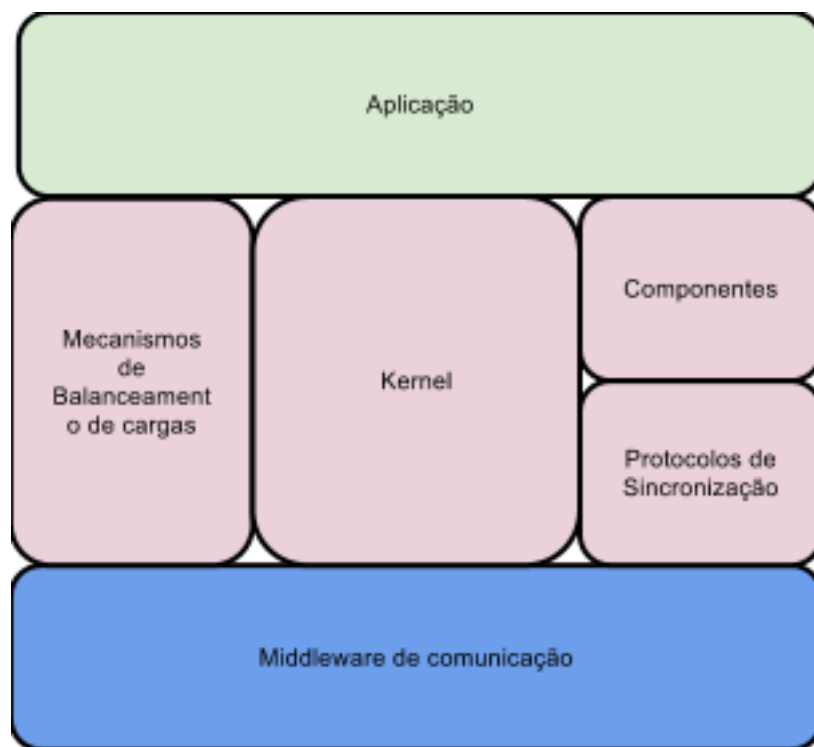 Aplicação
Mecanismos
de
Balanceament
o de cargas
Kernel
Componentes
Protocolos de
Sincronização
Middleware de comunicação